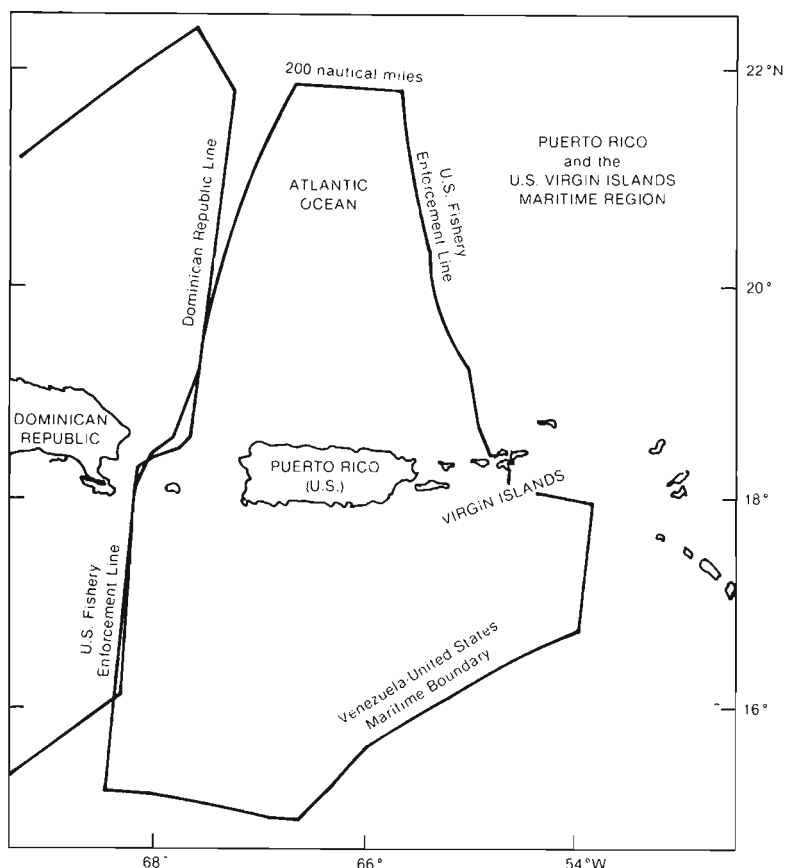 200 nautical miles
22°N
PUERTO RICO
and the
U.S. VIRGIN ISLANDS
MARITIME REGION
ATLANTIC
OCEAN
U.S. Fishery
Enforcement Line
Dominican Republic Line
20°
DOMINICAN
REPUBLIC
PUERTO RICO
(U.S.)
VIRGIN ISLANDS
18°
U.S. Fishery
Enforcement Line
Venezuela-United States
Maritime Boundary
16°
68°
66°
54°W